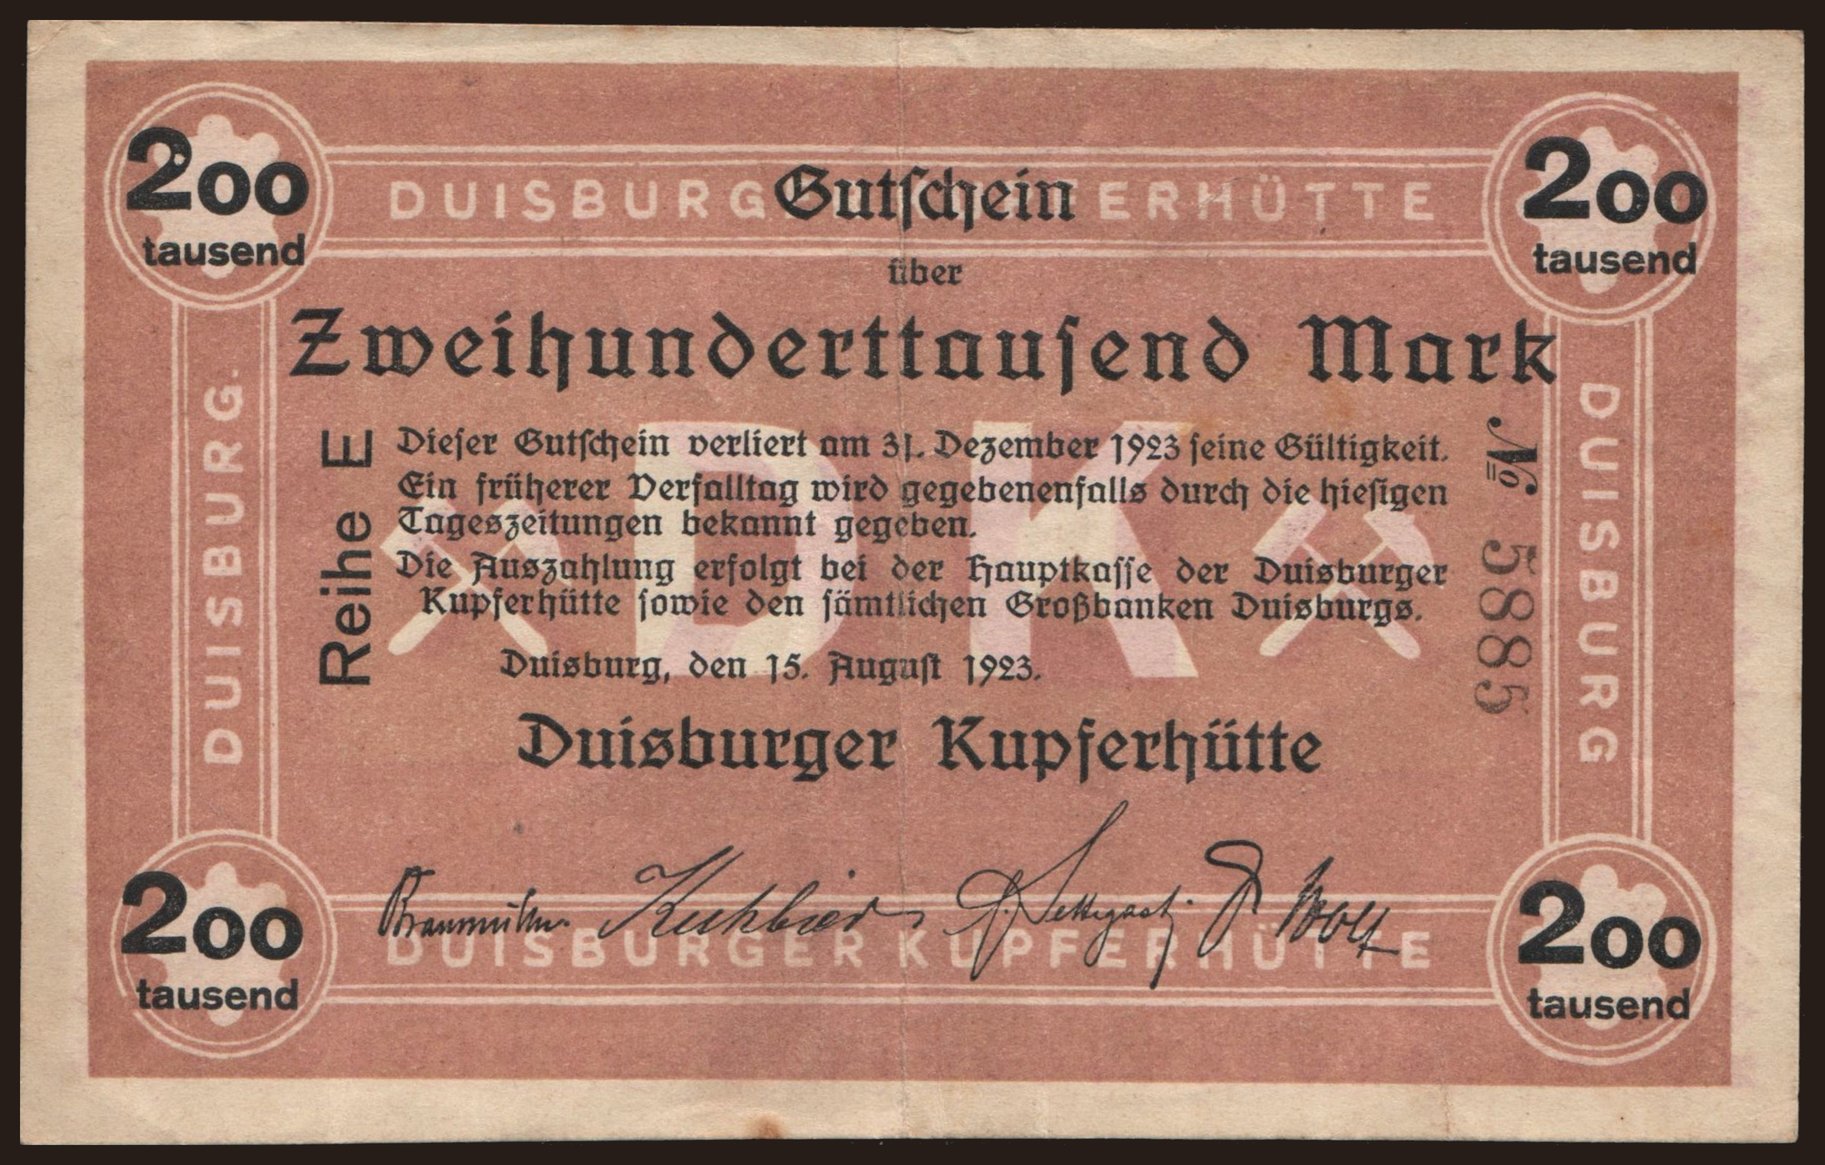 200 tausend
200 tausend
DUISBURGER KUPFERHÜTTE
Gutschein
über
Zweihunderttausend Mark
Reihe E
Dieser Gutschein verliert am 31. Dezember 1923 seine Gültigkeit.
Ein früherer Verfalltag wird gegebenenfalls durch die hiesigen
Tageszeitungen bekannt gegeben.
Die Auszahlung erfolgt bei der Hauptkasse der Duisburger
Kupferhütte sowie den sämtlichen Großbanken Duisburgs.
Duisburg, den 15. August 1923.
Duisburger Kupferhütte
№ 5885
DUISBURG.
DUISBURG
DK
DUISBURGER KUPFERHÜTTE
200 tausend
200 tausend